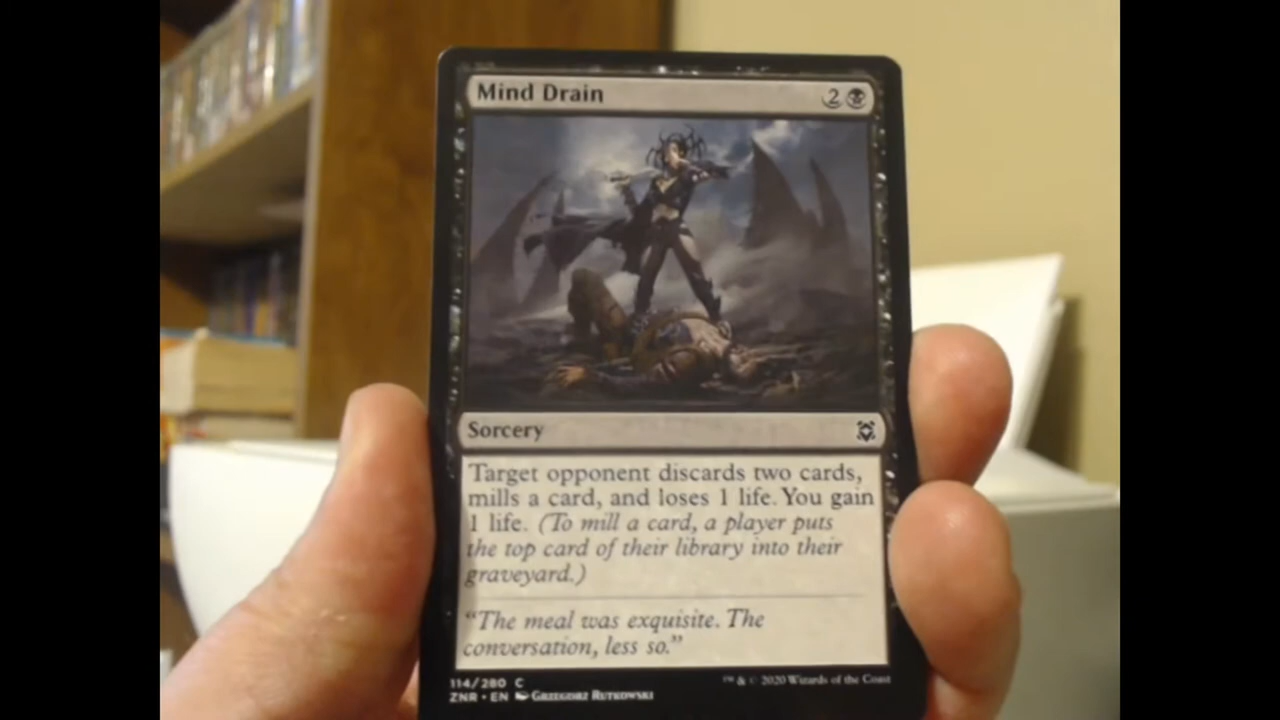 Mind Drain 2
Sorcery
Target opponent discards two cards,
mills a card, and loses 1 life. You gain
1 life. (To mill a card, a player puts
the top card of their library into their
graveyard.)
"The meal was exquisite. The
conversation, less so."
114/280 C
ZNR • EN Grzegorz Rutkowski
™ & © 2020 Wizards of the Coast